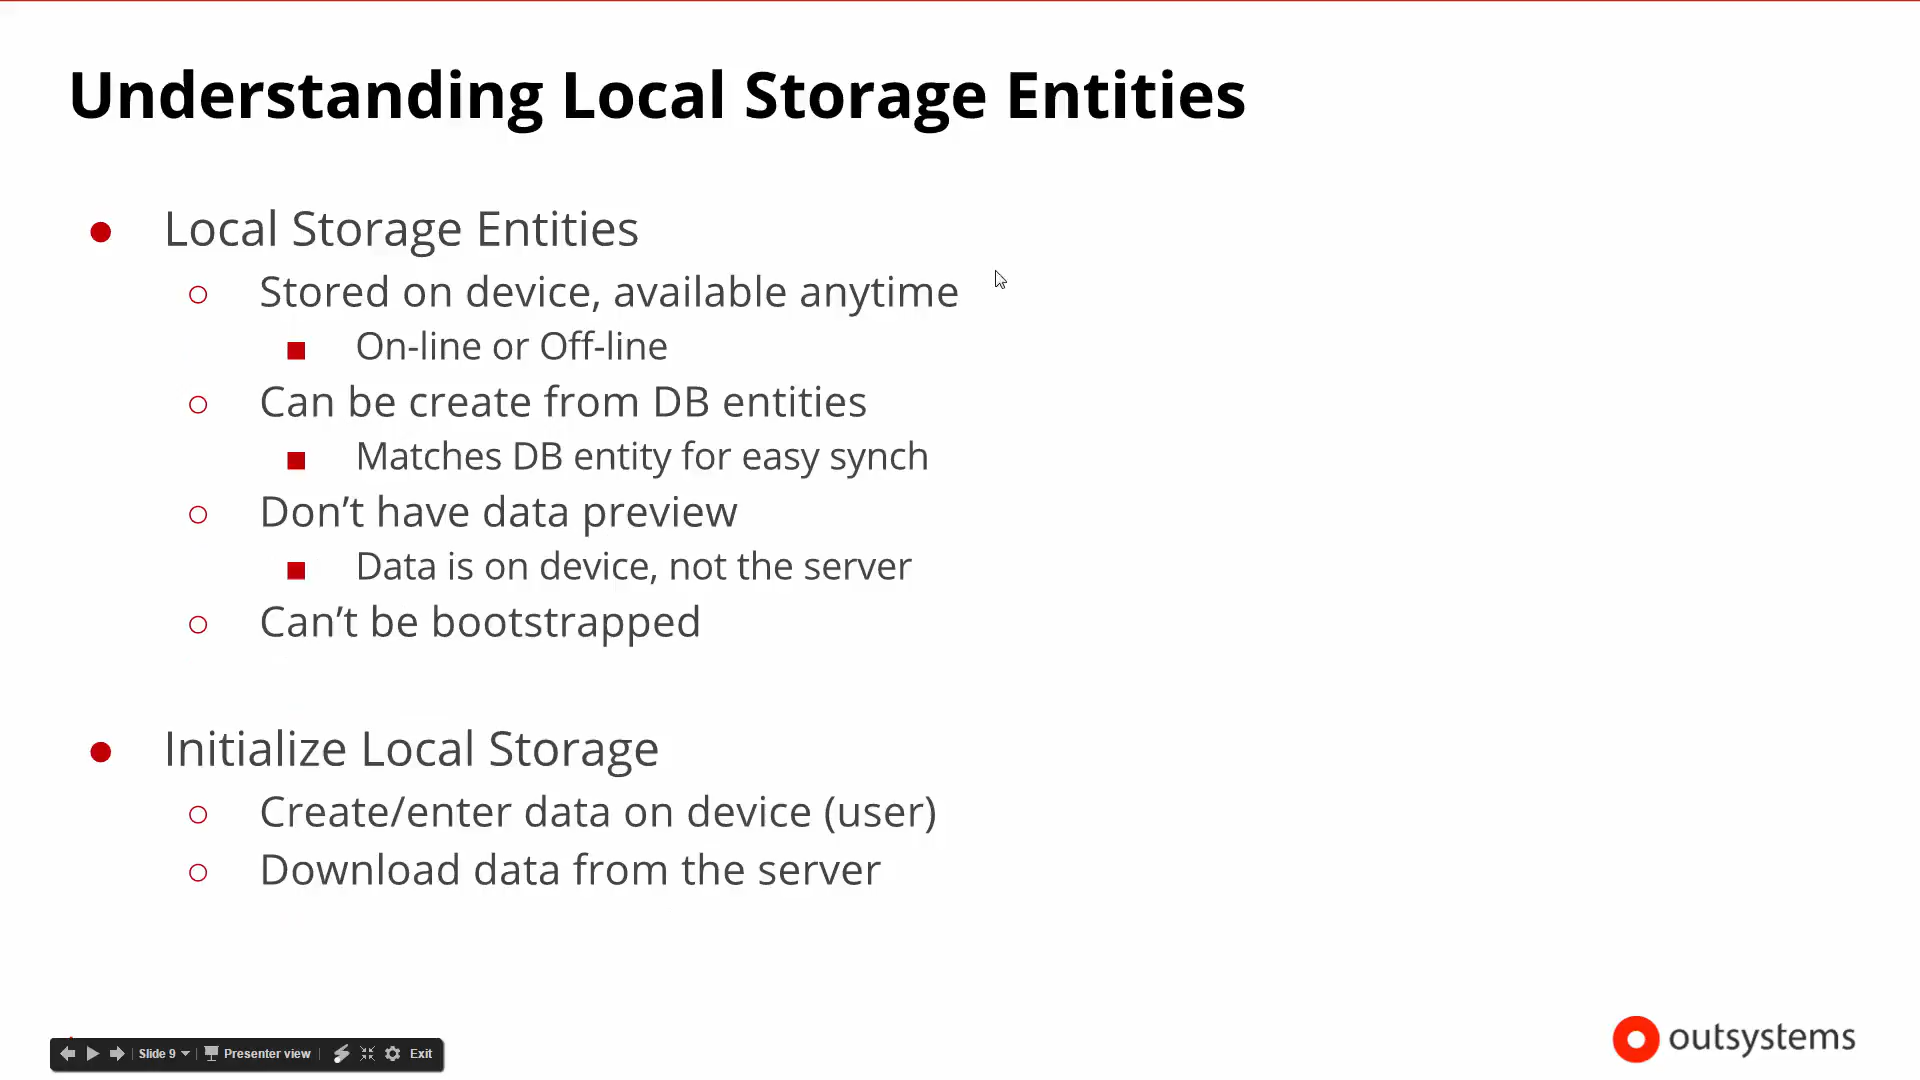 Understanding Local Storage Entities
Local Storage Entities
Stored on device, available anytime
On-line or Off-line
Can be create from DB entities
Matches DB entity for easy synch
Don’t have data preview
Data is on device, not the server
Can’t be bootstrapped
Initialize Local Storage
Create/enter data on device (user)
Download data from the server
Slide 9 Presenter view Exit
outsystems